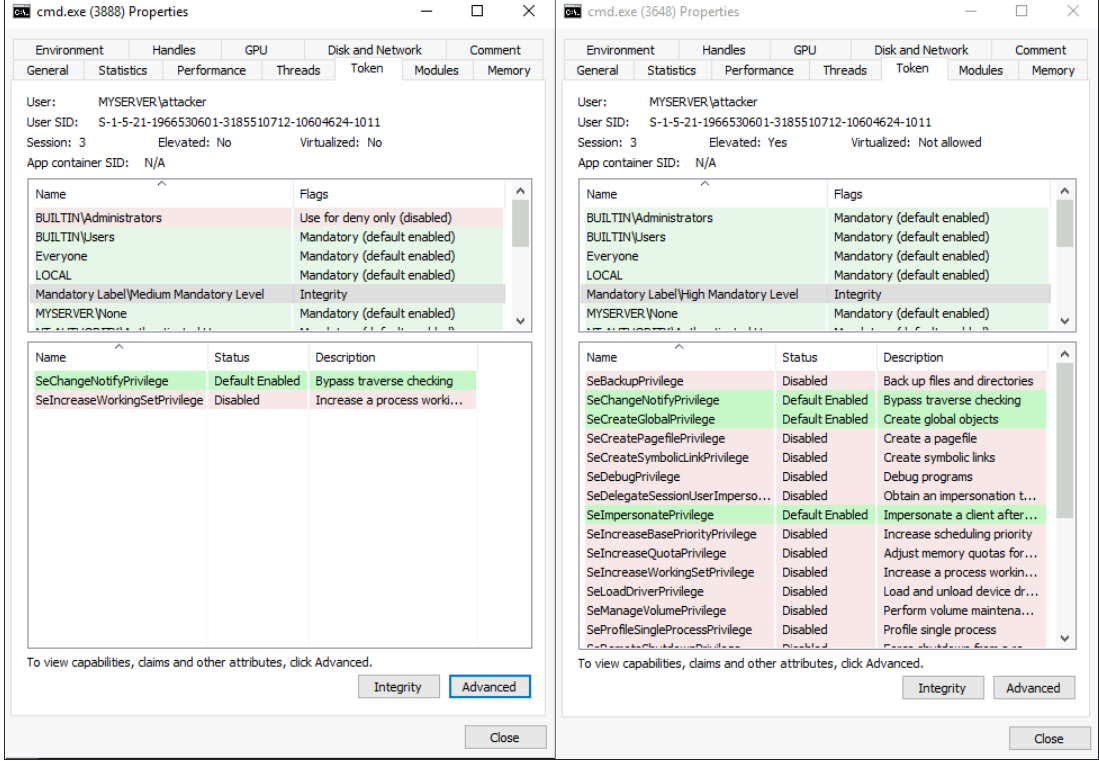 cmd.exe (3888) Properties
Environment Handles GPU Disk and Network Comment
General Statistics Performance Threads Token Modules Memory
User: MYSERVER\attacker
User SID: S-1-5-21-1966530601-3185510712-10604624-1011
Session: 3 Elevated: No Virtualized: No
App container SID: N/A
Name Flags
BUILTIN\Administrators Use for deny only (disabled)
BUILTIN\Users Mandatory (default enabled)
Everyone Mandatory (default enabled)
LOCAL Mandatory (default enabled)
Mandatory Label\Medium Mandatory Level Integrity
MYSERVER\None Mandatory (default enabled)
Name Status Description
SeChangeNotifyPrivilege Default Enabled Bypass traverse checking
SeIncreaseWorkingSetPrivilege Disabled Increase a process worki...
To view capabilities, claims and other attributes, click Advanced.
Integrity Advanced
Close
cmd.exe (3648) Properties
Environment Handles GPU Disk and Network Comment
General Statistics Performance Threads Token Modules Memory
User: MYSERVER\attacker
User SID: S-1-5-21-1966530601-3185510712-10604624-1011
Session: 3 Elevated: Yes Virtualized: Not allowed
App container SID: N/A
Name Flags
BUILTIN\Administrators Mandatory (default enabled)
BUILTIN\Users Mandatory (default enabled)
Everyone Mandatory (default enabled)
LOCAL Mandatory (default enabled)
Mandatory Label\High Mandatory Level Integrity
MYSERVER\None Mandatory (default enabled)
Name Status Description
SeBackupPrivilege Disabled Back up files and directories
SeChangeNotifyPrivilege Default Enabled Bypass traverse checking
SeCreateGlobalPrivilege Default Enabled Create global objects
SeCreatePagefilePrivilege Disabled Create a pagefile
SeCreateSymbolicLinkPrivilege Disabled Create symbolic links
SeDebugPrivilege Disabled Debug programs
SeDelegateSessionUserImperso... Disabled Obtain an impersonation t...
SeImpersonatePrivilege Default Enabled Impersonate a client after...
SeIncreaseBasePriorityPrivilege Disabled Increase scheduling priority
SeIncreaseQuotaPrivilege Disabled Adjust memory quotas for...
SeIncreaseWorkingSetPrivilege Disabled Increase a process workin...
SeLoadDriverPrivilege Disabled Load and unload device dr...
SeManageVolumePrivilege Disabled Perform volume maintena...
SeProfileSingleProcessPrivilege Disabled Profile single process
To view capabilities, claims and other attributes, click Advanced.
Integrity Advanced
Close